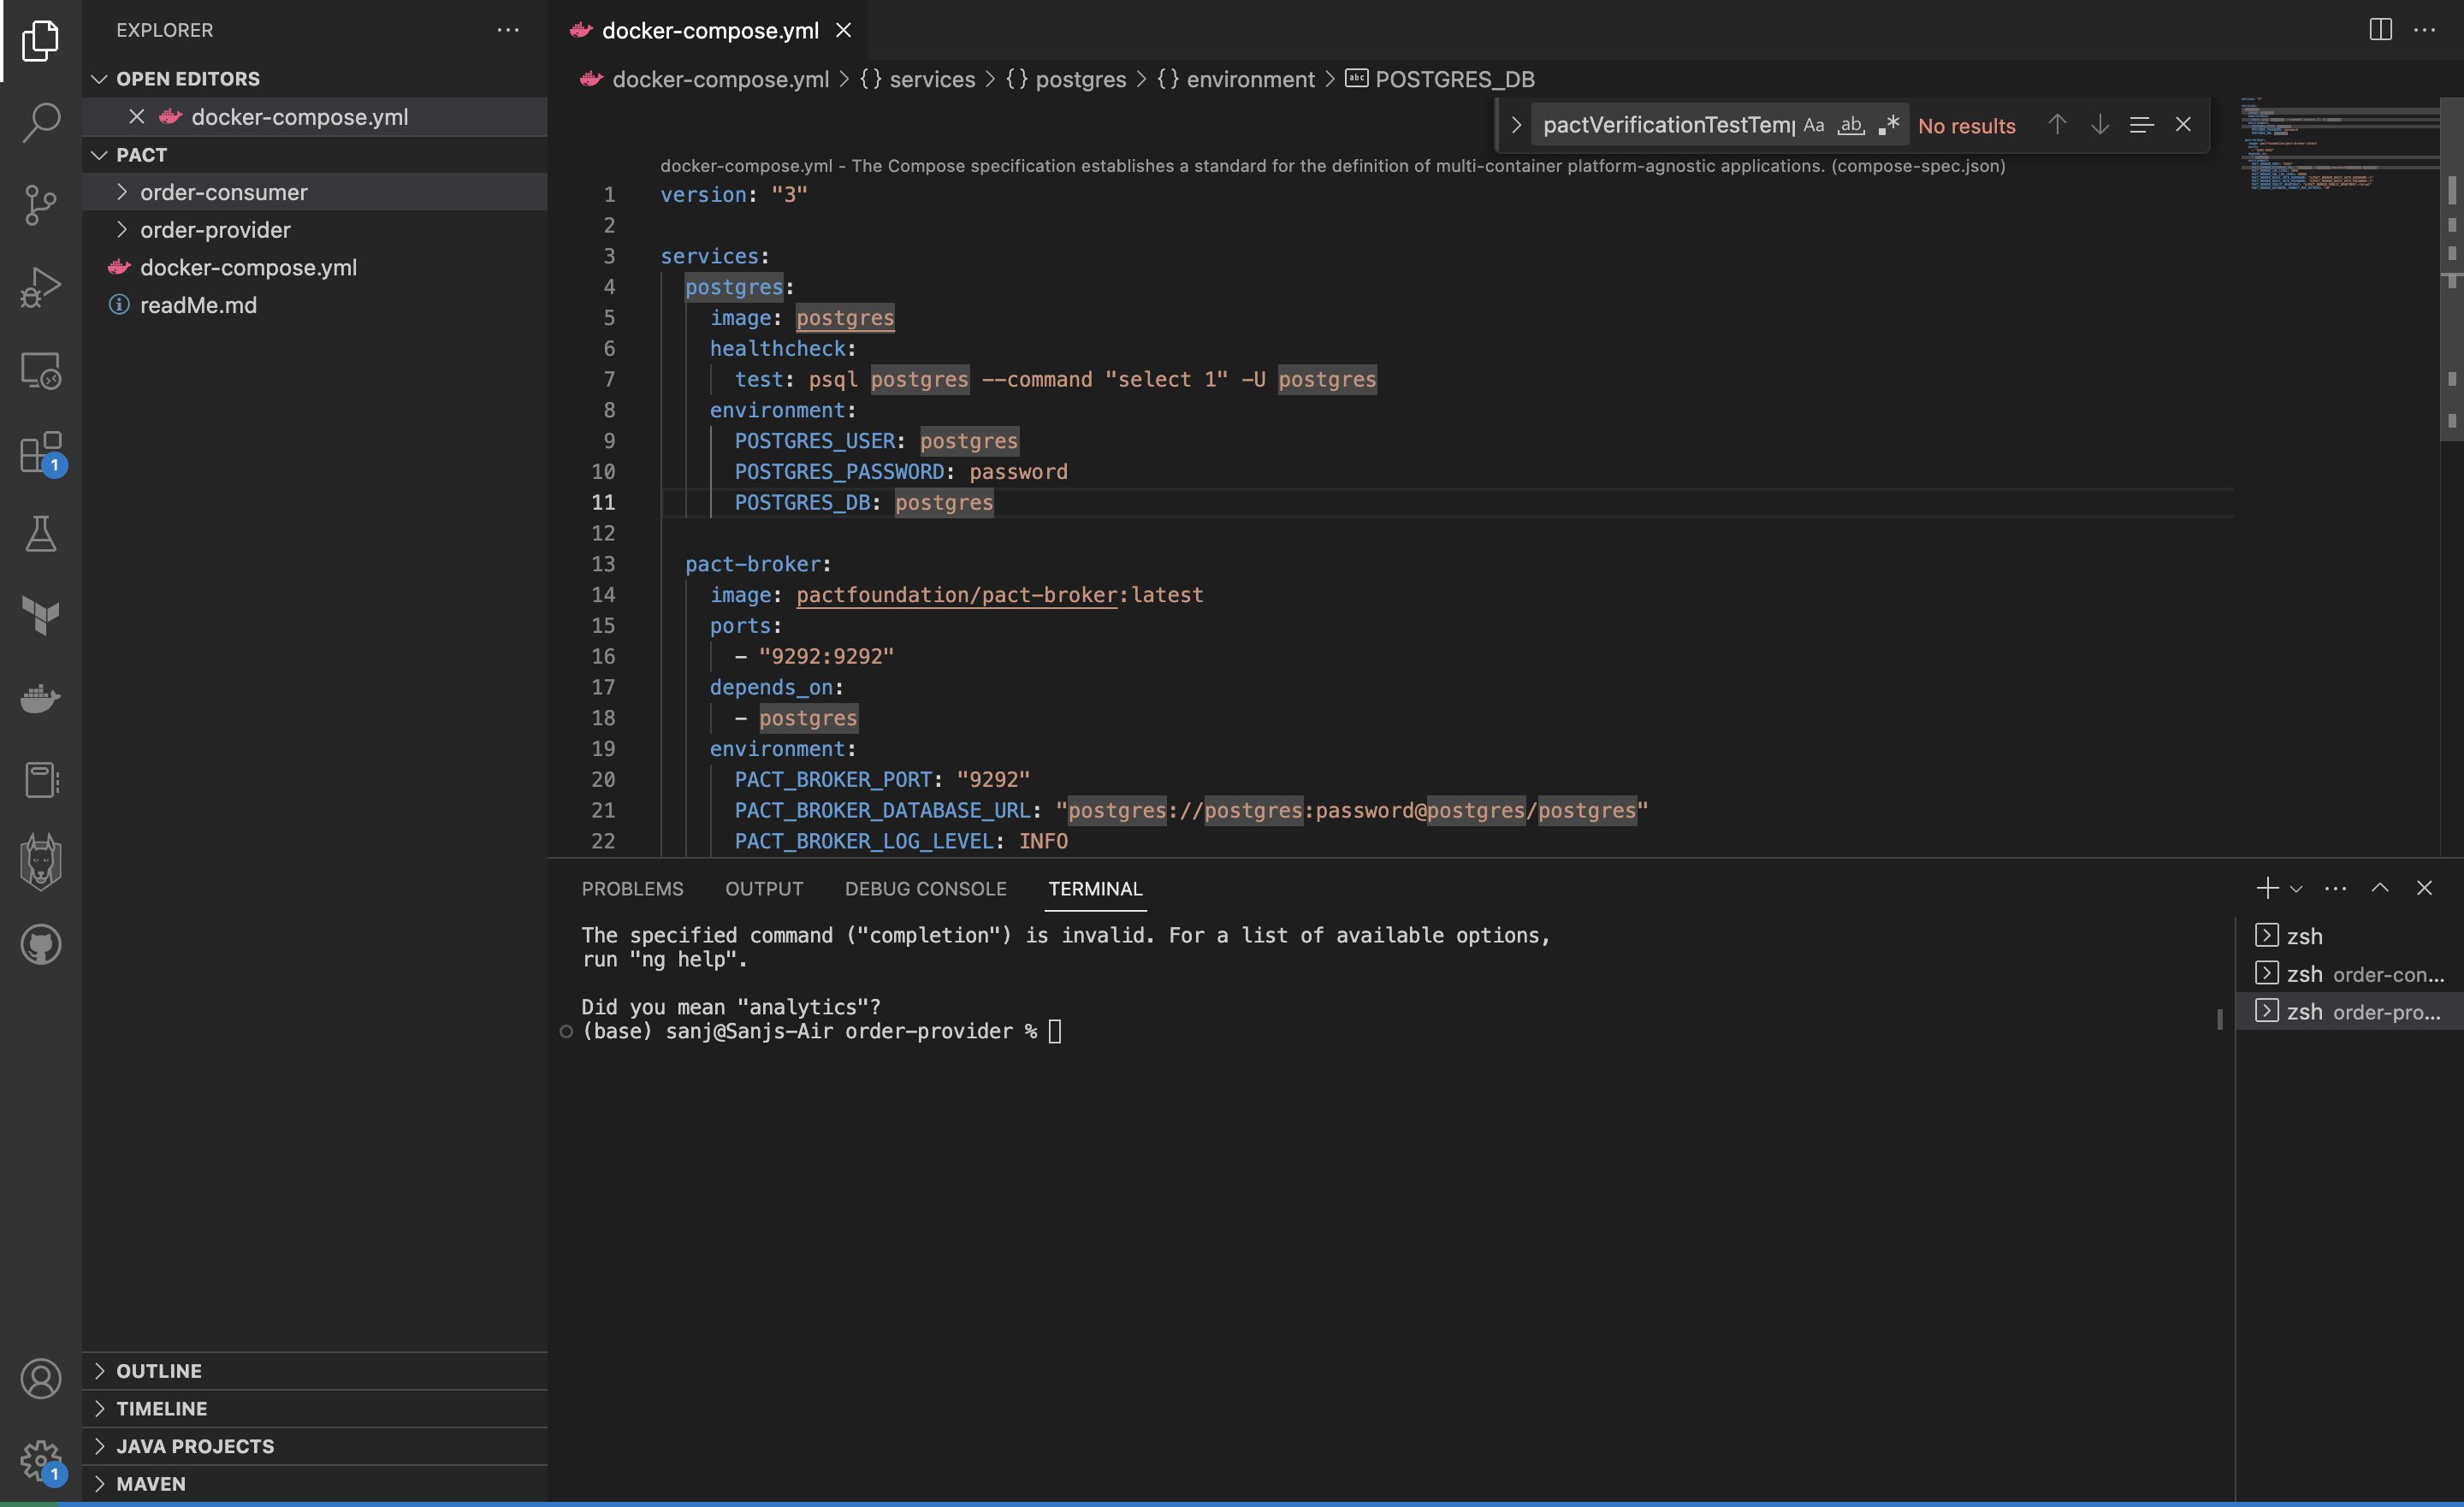 EXPLORER
OPEN EDITORS
docker-compose.yml
PACT
order-consumer
order-provider
docker-compose.yml
readMe.md
OUTLINE
TIMELINE
JAVA PROJECTS
MAVEN
1
1
docker-compose.yml
docker-compose.yml > {} services > {} postgres > {} environment > abc POSTGRES_DB
pactVerificationTestTemp Aa ab .* No results
docker-compose.yml - The Compose specification establishes a standard for the definition of multi-container platform-agnostic applications. (compose-spec.json)
1 version: "3"
2
3 services:
4 postgres:
5 image: postgres
6 healthcheck:
7 test: psql postgres --command "select 1" -U postgres
8 environment:
9 POSTGRES_USER: postgres
10 POSTGRES_PASSWORD: password
11 POSTGRES_DB: postgres
12
13 pact-broker:
14 image: pactfoundation/pact-broker:latest
15 ports:
16 - "9292:9292"
17 depends_on:
18 - postgres
19 environment:
20 PACT_BROKER_PORT: "9292"
21 PACT_BROKER_DATABASE_URL: "postgres://postgres:password@postgres/postgres"
22 PACT_BROKER_LOG_LEVEL: INFO
PROBLEMS OUTPUT DEBUG CONSOLE TERMINAL
The specified command ("completion") is invalid. For a list of available options,
run "ng help".
Did you mean "analytics"?
(base) sanj@Sanjs-Air order-provider %
zsh
zsh order-con...
zsh order-pro...